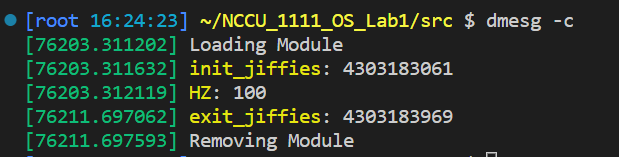 [root 16:24:23] ~/NCCU_1111_OS_Lab1/src $ dmesg -c
[76203.311202] Loading Module
[76203.311632] init_jiffies: 4303183061
[76203.312119] HZ: 100
[76211.697062] exit_jiffies: 4303183969
[76211.697593] Removing Module